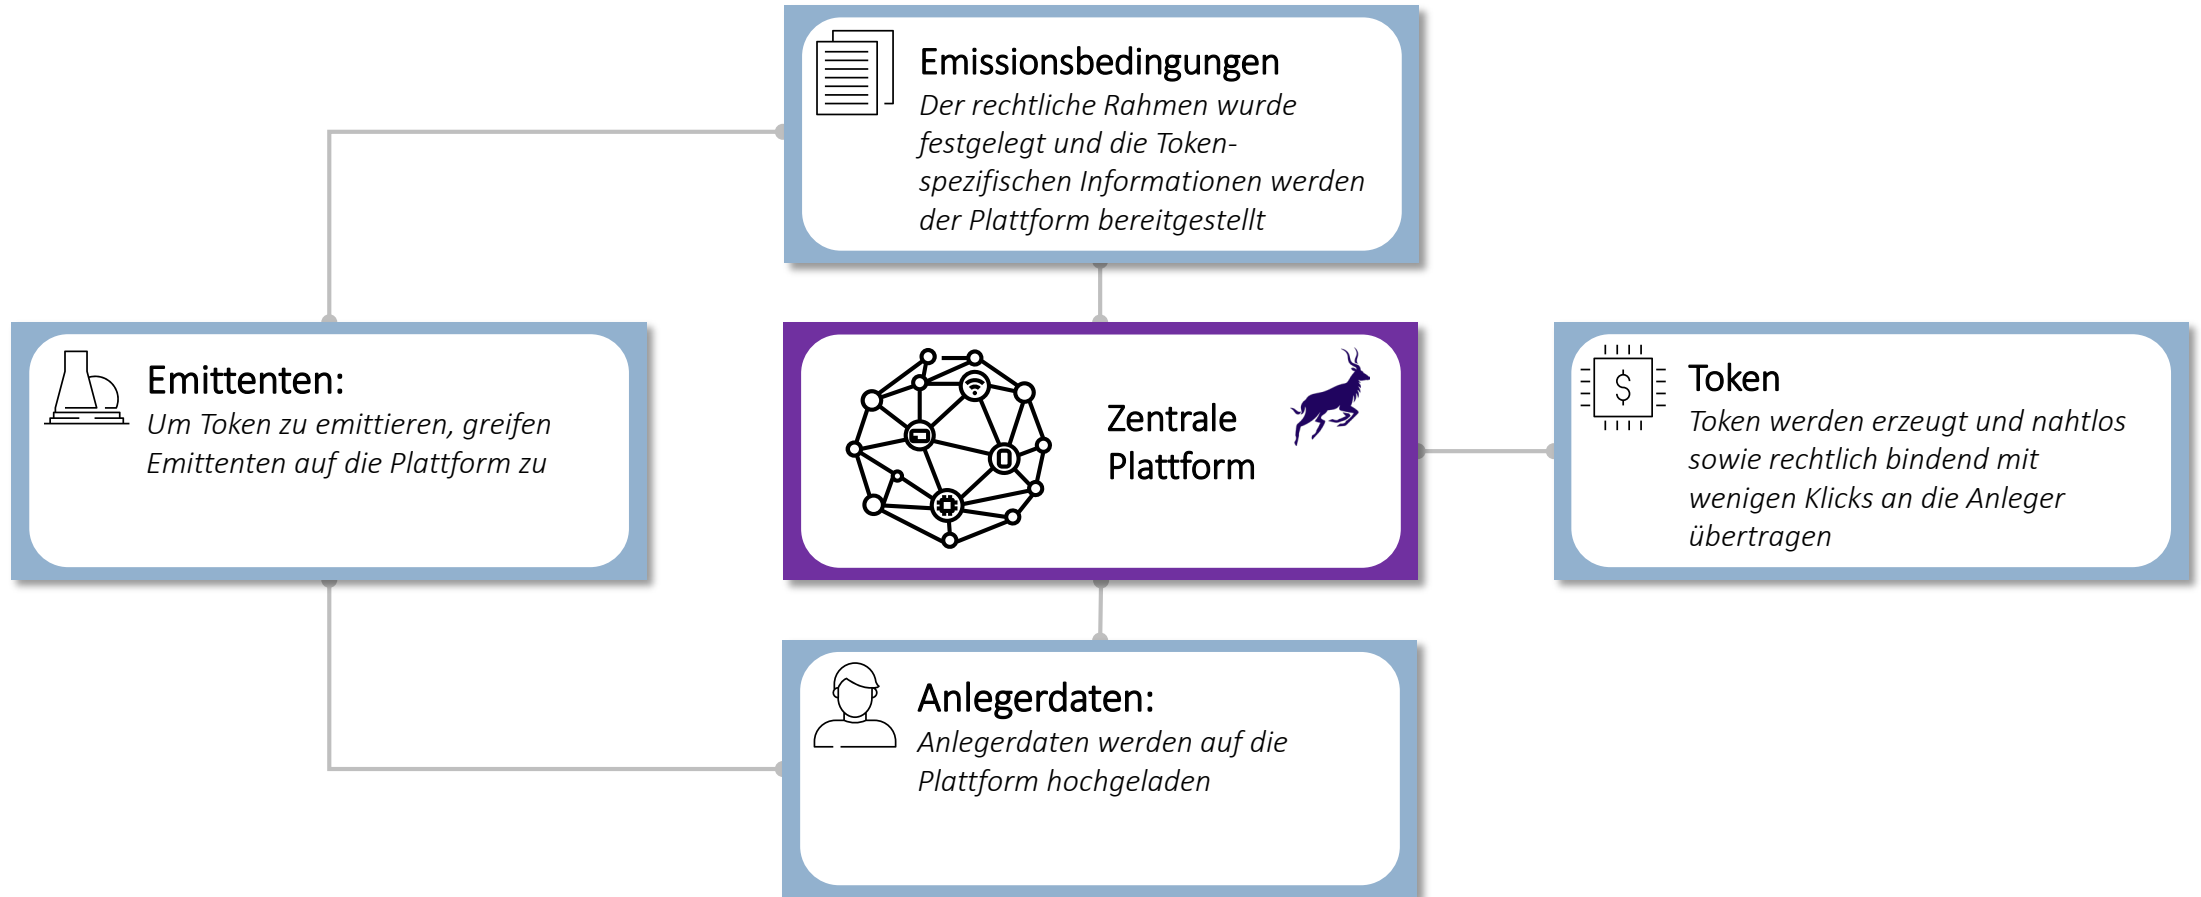 Emissionsbedingungen
Der rechtliche Rahmen wurde
festgelegt und die Token-
spezifischen Informationen werden
der Plattform bereitgestellt
Emittenten:
Um Token zu emittieren, greifen
Emittenten auf die Plattform zu
Zentrale
Plattform
$
Token
Token werden erzeugt und nahtlos
sowie rechtlich bindend mit
wenigen Klicks an die Anleger
übertragen
Anlegerdaten:
Anlegerdaten werden auf die
Plattform hochgeladen